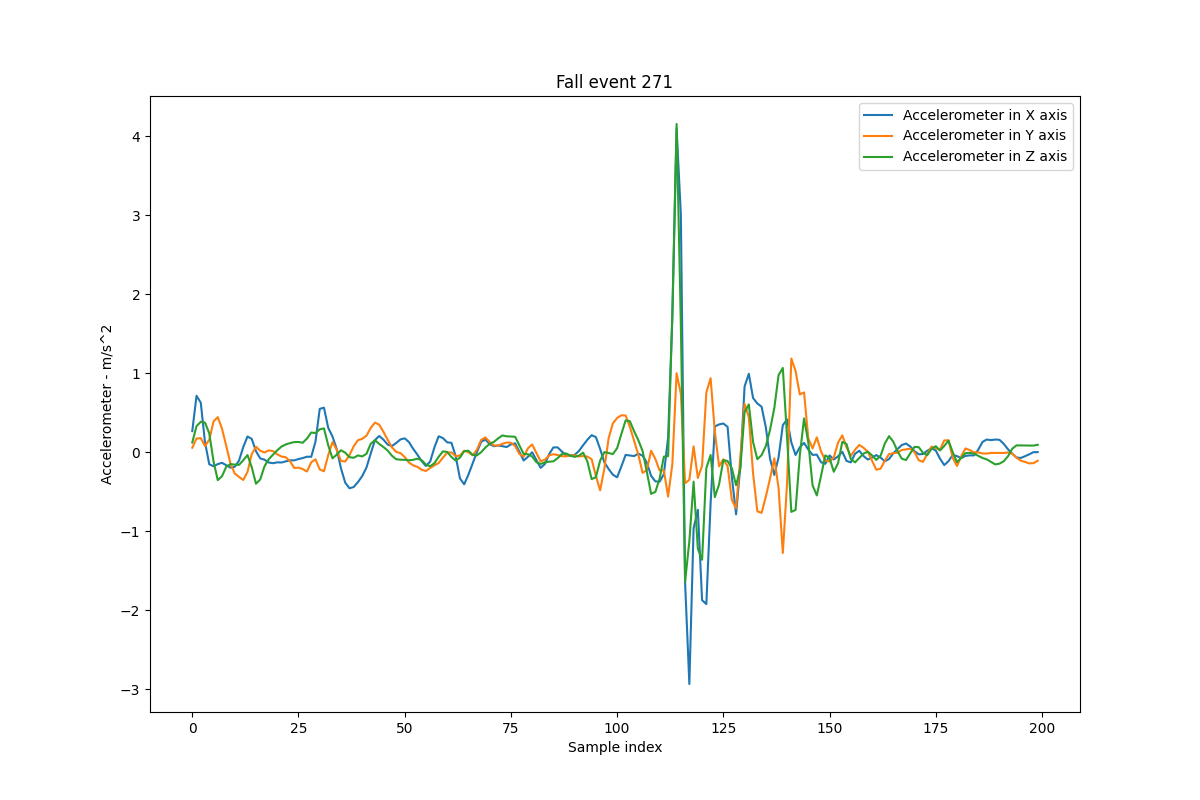 Fall event 271
Accelerometer in X axis
Accelerometer in Y axis
Accelerometer in Z axis
Accelerometer - m/s^2
4
3
2
1
0
−1
−2
−3
0 25 50 75 100 125 150 175 200
Sample index